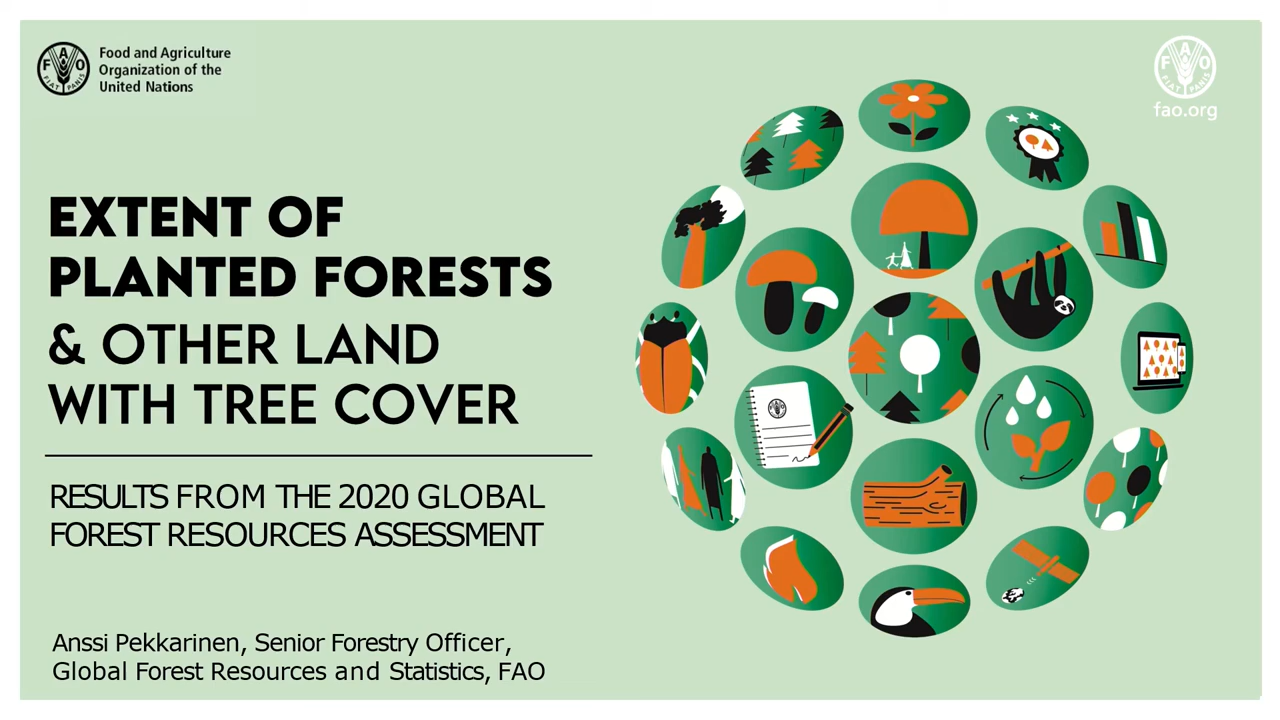 Food and Agriculture
Organization of the
United Nations
fao.org
EXTENT OF
PLANTED FORESTS
& OTHER LAND
WITH TREE COVER
RESULTS FROM THE 2020 GLOBAL
FOREST RESOURCES ASSESSMENT
Anssi Pekkarinen, Senior Forestry Officer,
Global Forest Resources and Statistics, FAO